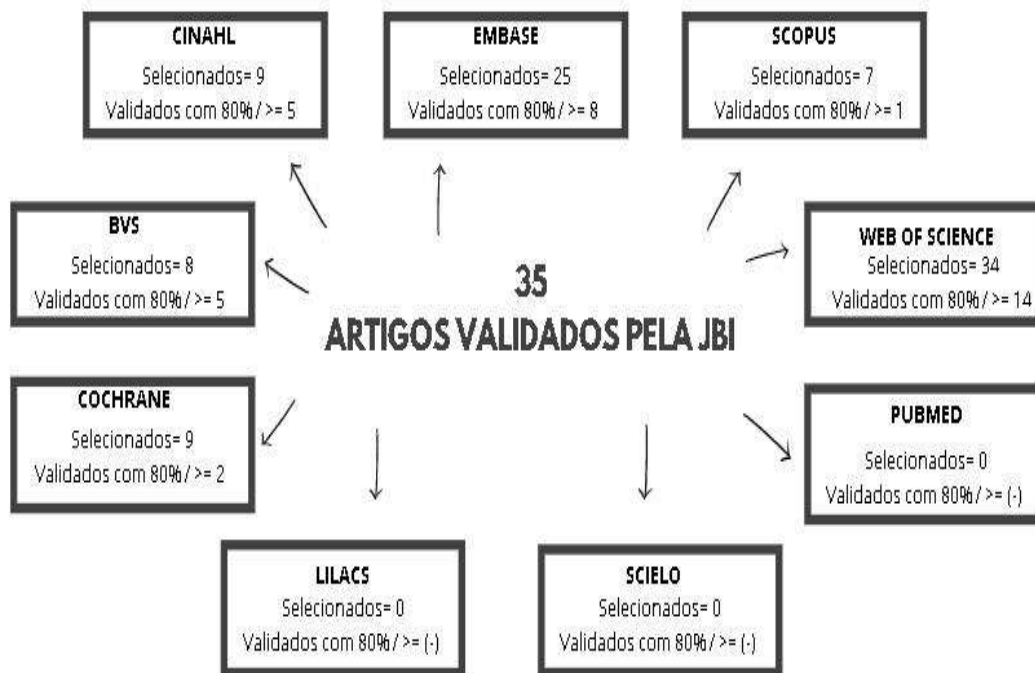 CINAHL
Selecionados= 9
Validados com 80% / >= 5
EMBASE
Selecionados= 25
Validados com 80% / >= 8
SCOPUS
Selecionados= 7
Validados com 80% / >= 1
BVS
Selecionados= 8
Validados com 80% / >= 5
WEB OF SCIENCE
Selecionados= 34
Validados com 80% / >= 14
35
ARTIGOS VALIDADOS PELA JBI
COCHRANE
Selecionados= 9
Validados com 80% / >= 2
PUBMED
Selecionados= 0
Validados com 80% / >= (-)
LILACS
Selecionados= 0
Validados com 80% / >= (-)
SCIELO
Selecionados= 0
Validados com 80% / >= (-)